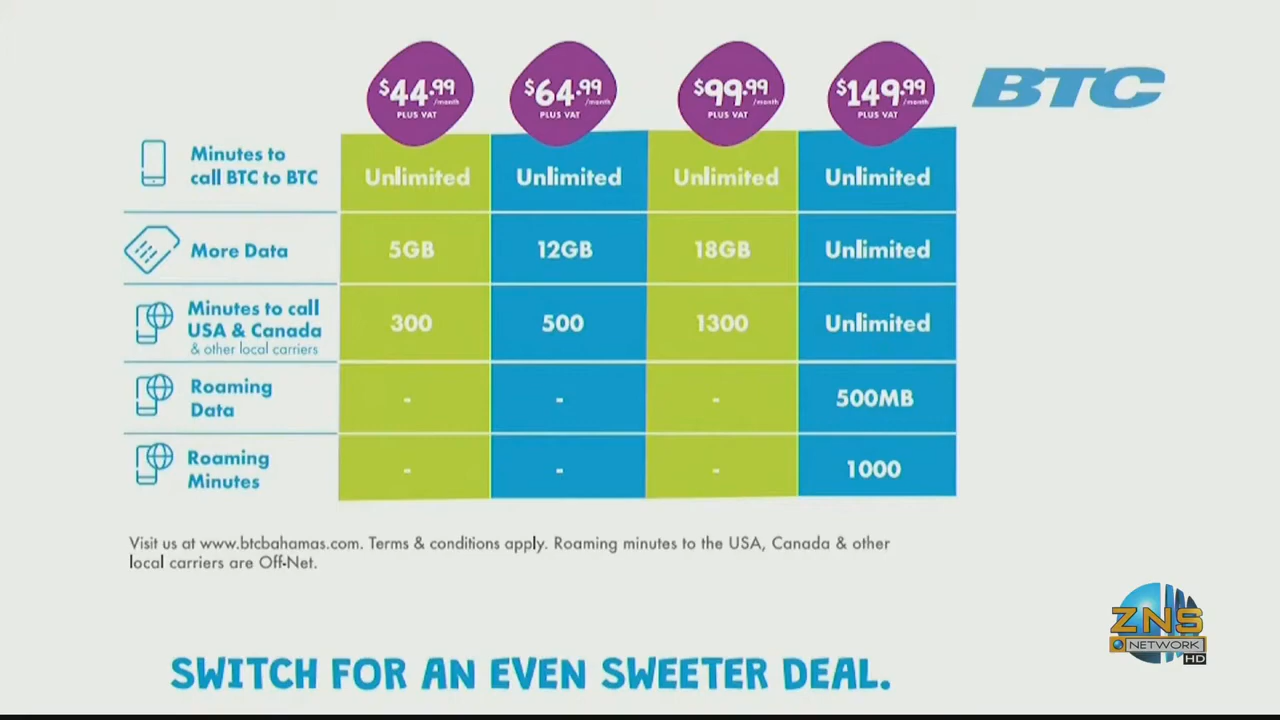 $44.99 /month PLUS VAT
$64.99 /month PLUS VAT
$99.99 /month PLUS VAT
$149.99 /month PLUS VAT
BTC
Minutes to
call BTC to BTC
Unlimited Unlimited Unlimited Unlimited
More Data 5GB 12GB 18GB Unlimited
Minutes to call
USA & Canada
& other local carriers
300 500 1300 Unlimited
Roaming
Data
- - - 500MB
Roaming
Minutes
- - - 1000
Visit us at www.btcbahamas.com. Terms & conditions apply. Roaming minutes to the USA, Canada & other
local carriers are Off-Net.
ZNS
NETWORK
HD
SWITCH FOR AN EVEN SWEETER DEAL.